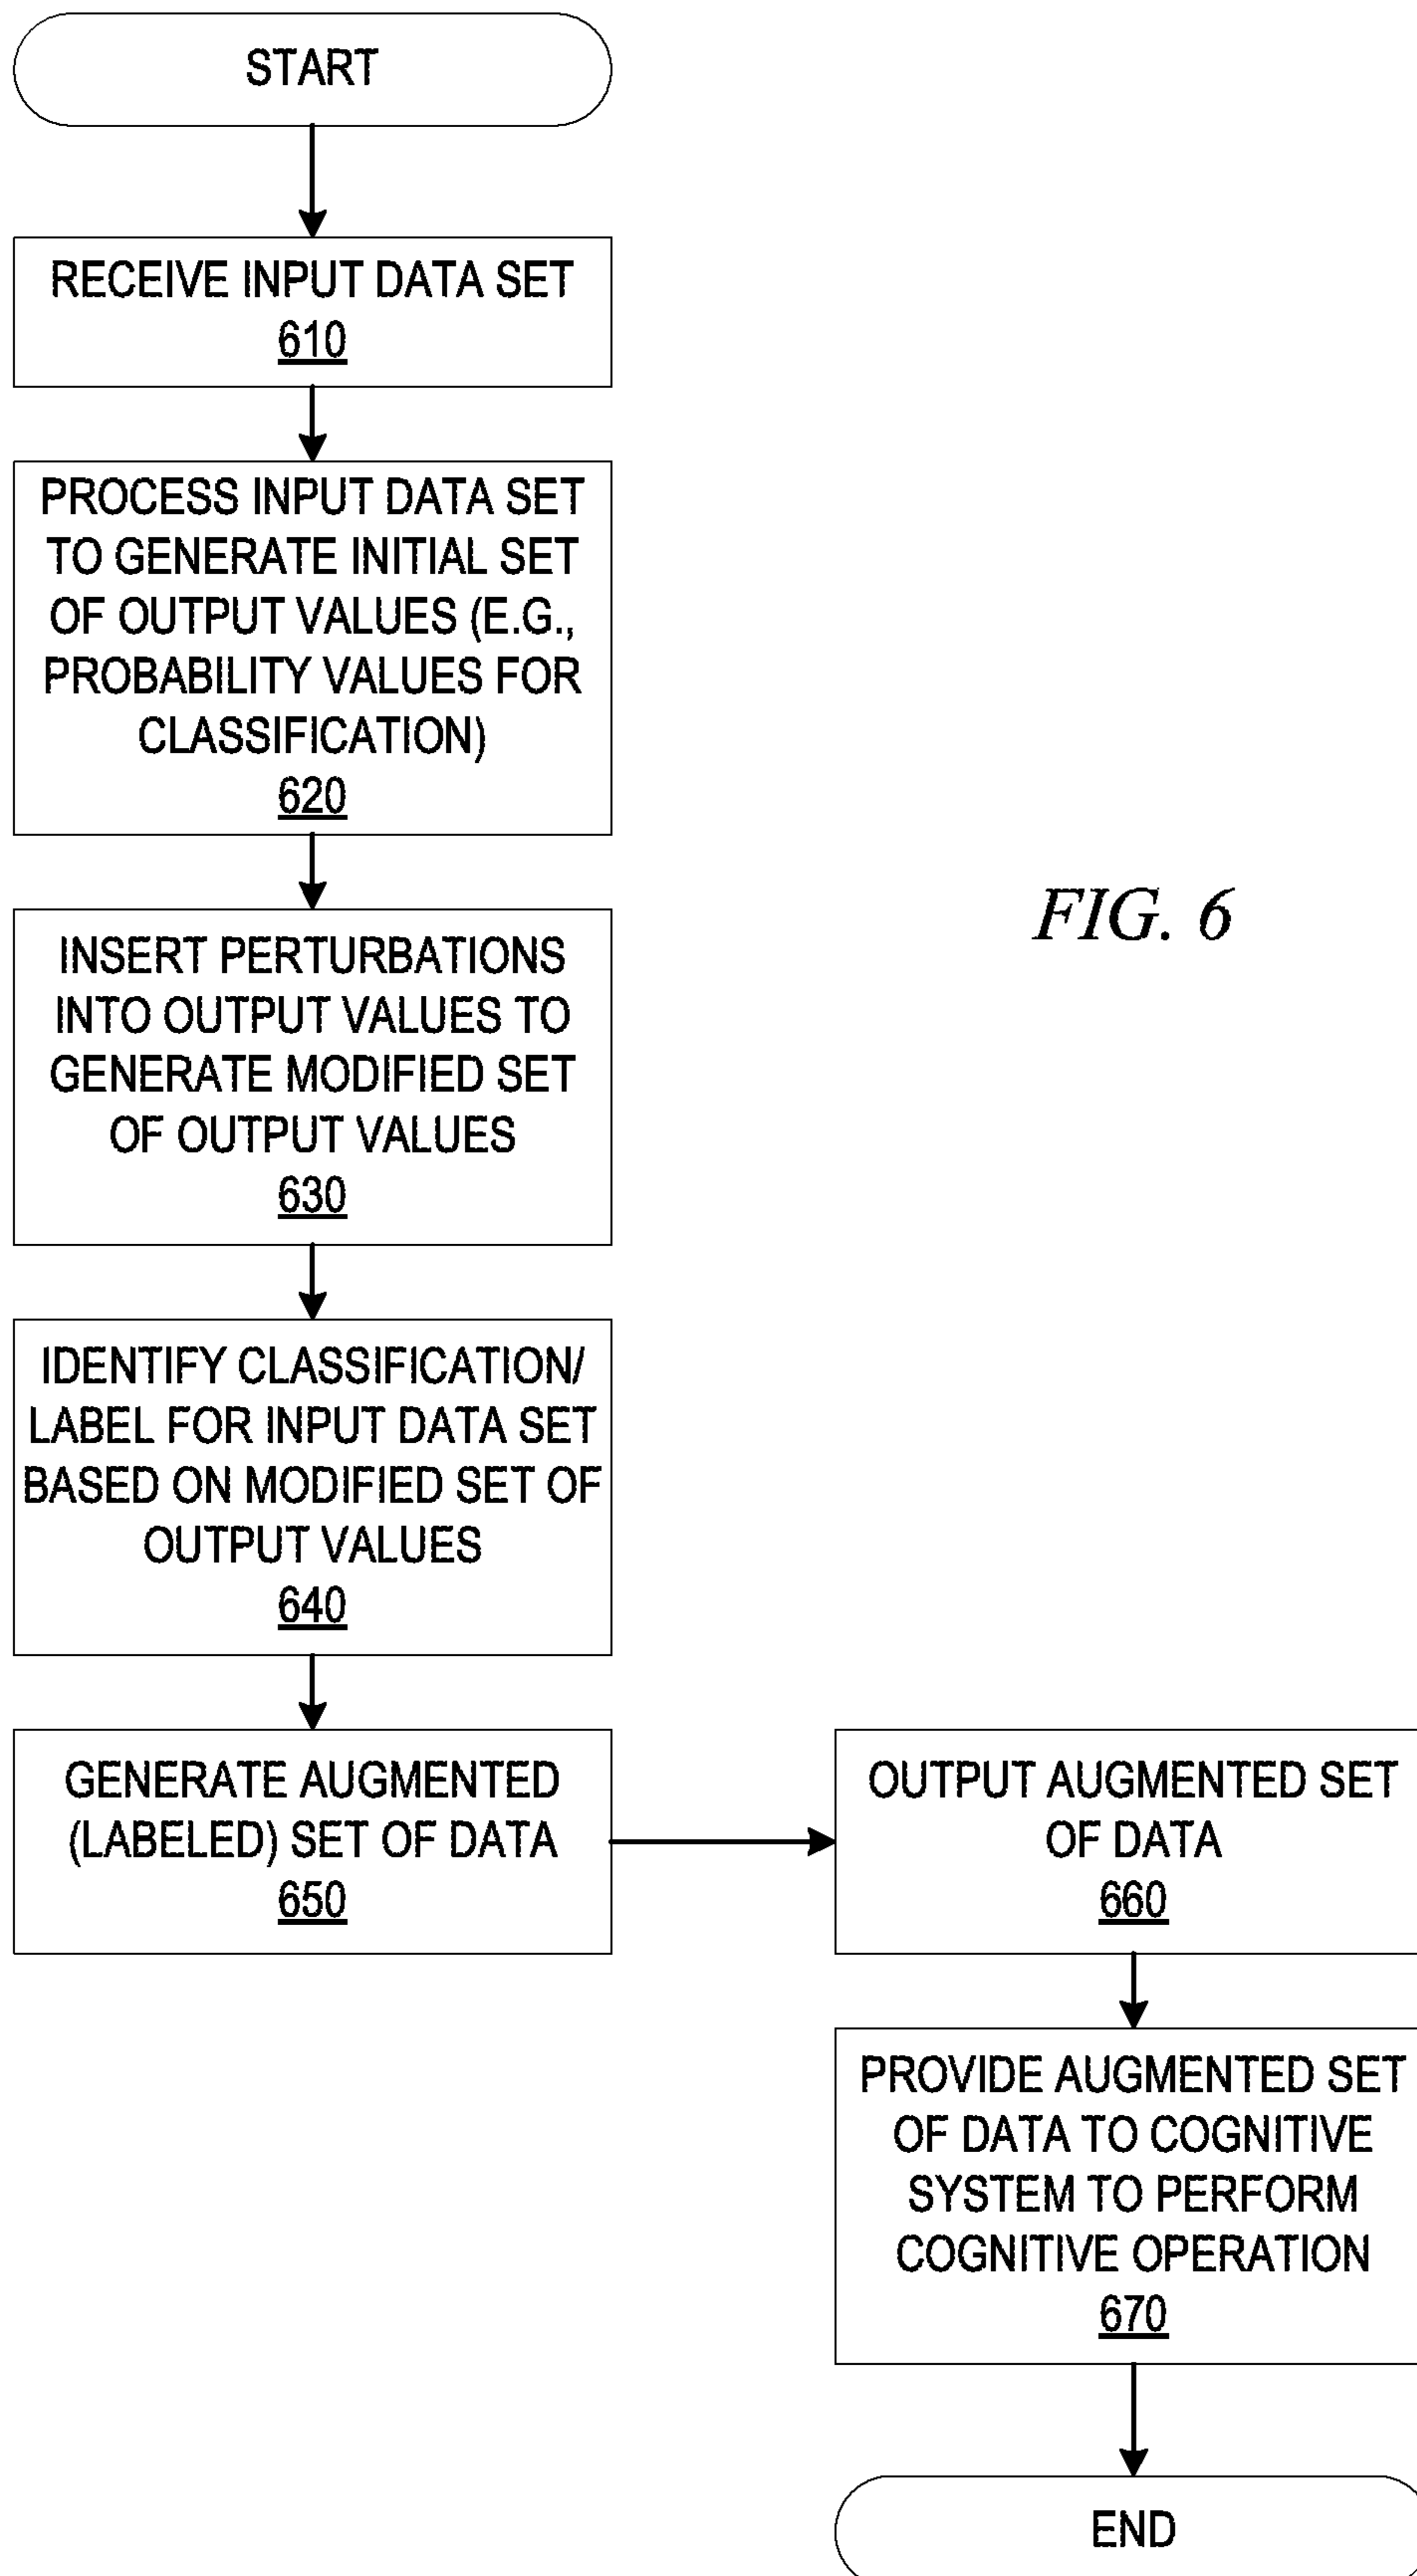 START
RECEIVE INPUT DATA SET
610
PROCESS INPUT DATA SET
TO GENERATE INITIAL SET
OF OUTPUT VALUES (E.G.,
PROBABILITY VALUES FOR
CLASSIFICATION)
620
INSERT PERTURBATIONS
INTO OUTPUT VALUES TO
GENERATE MODIFIED SET
OF OUTPUT VALUES
630
IDENTIFY CLASSIFICATION/
LABEL FOR INPUT DATA SET
BASED ON MODIFIED SET OF
OUTPUT VALUES
640
GENERATE AUGMENTED
(LABELED) SET OF DATA
650
OUTPUT AUGMENTED SET
OF DATA
660
PROVIDE AUGMENTED SET
OF DATA TO COGNITIVE
SYSTEM TO PERFORM
COGNITIVE OPERATION
670
END
FIG. 6